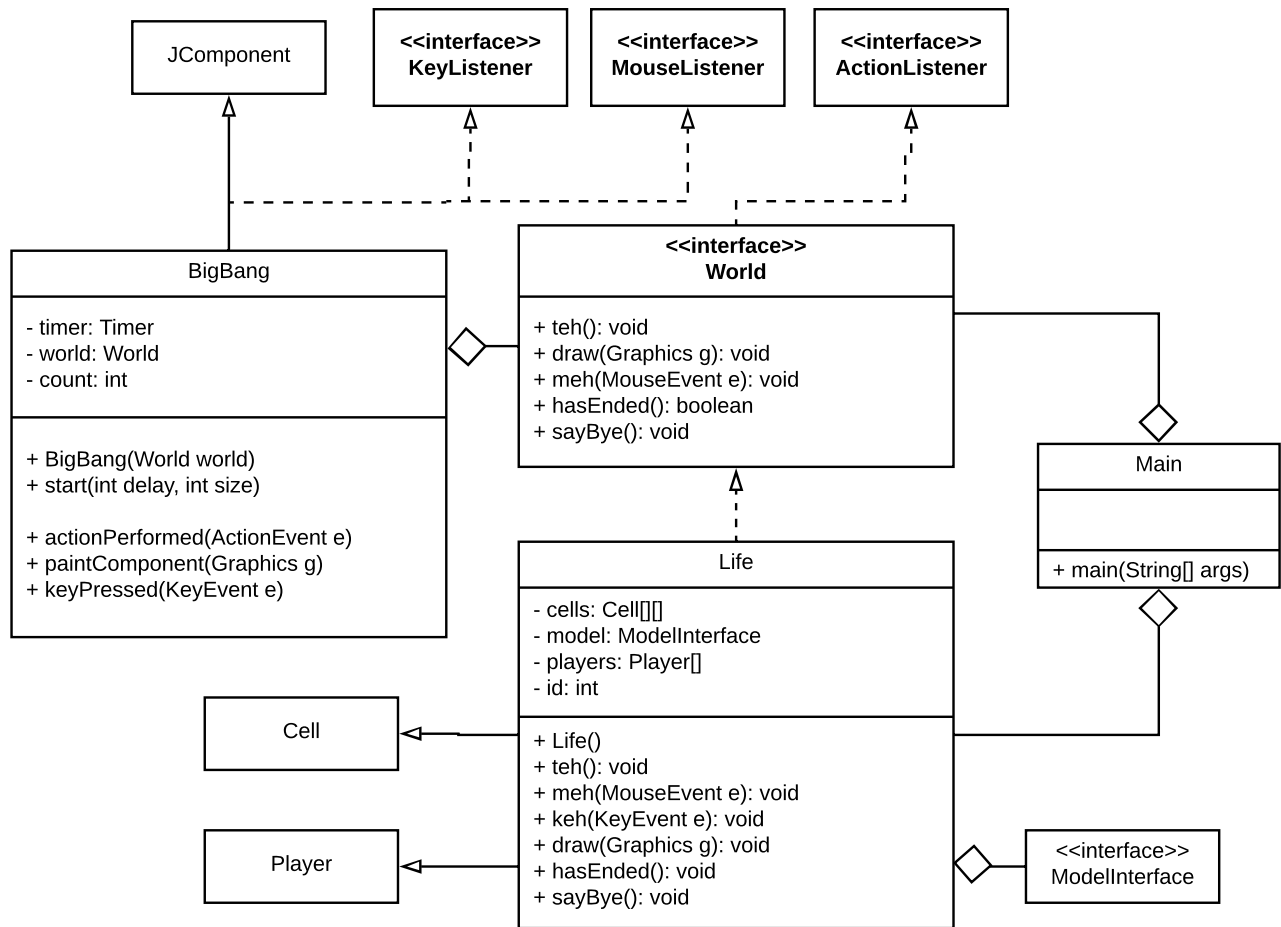 JComponent
<<interface>>
KeyListener
<<interface>>
MouseListener
<<interface>>
ActionListener
BigBang
- timer: Timer
- world: World
- count: int
+ BigBang(World world)
+ start(int delay, int size)
+ actionPerformed(ActionEvent e)
+ paintComponent(Graphics g)
+ keyPressed(KeyEvent e)
<<interface>>
World
+ teh(): void
+ draw(Graphics g): void
+ meh(MouseEvent e): void
+ hasEnded(): boolean
+ sayBye(): void
Main
+ main(String[] args)
Life
- cells: Cell[][]
- model: ModelInterface
- players: Player[]
- id: int
+ Life()
+ teh(): void
+ meh(MouseEvent e): void
+ keh(KeyEvent e): void
+ draw(Graphics g): void
+ hasEnded(): void
+ sayBye(): void
Cell
Player
<<interface>>
ModelInterface